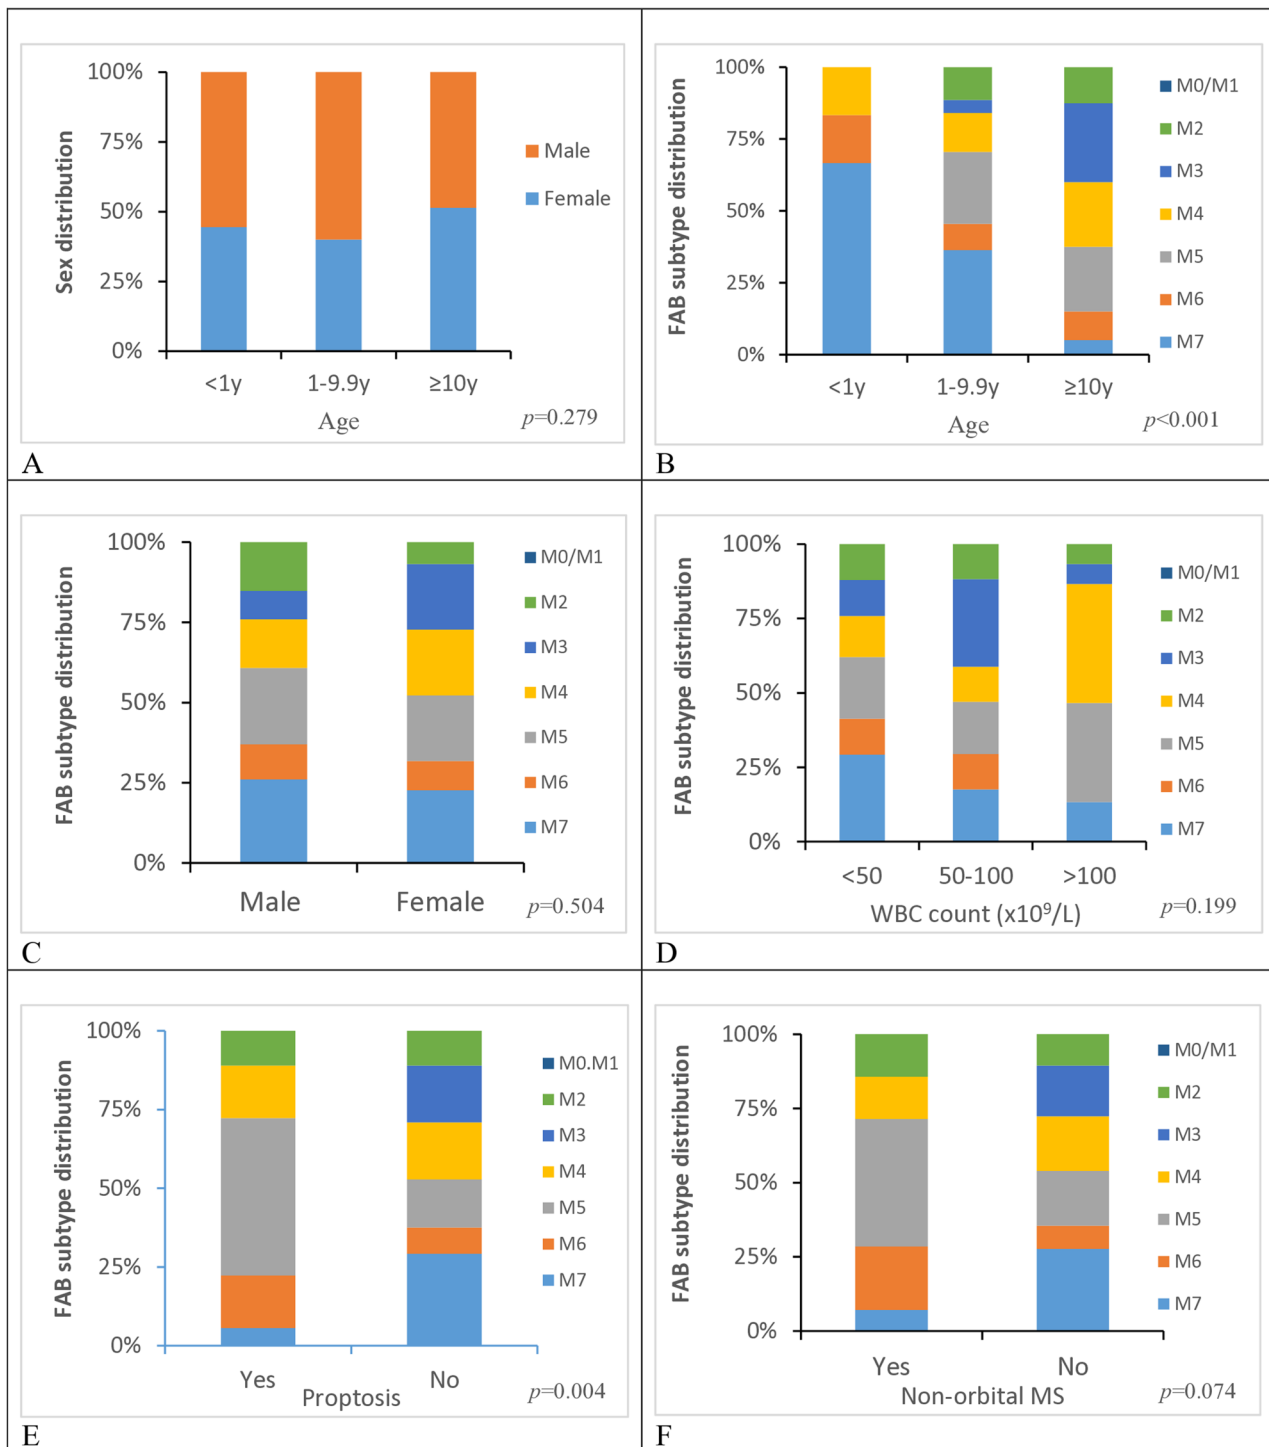 100%
75%
50%
25%
0%
Sex distribution
Male
Female
<1y
1-9.9y
≥10y
Age
p=0.279
A
100%
75%
50%
25%
0%
FAB subtype distribution
M0/M1
M2
M3
M4
M5
M6
M7
<1y
1-9.9y
≥10y
Age
p<0.001
B
100%
75%
50%
25%
0%
FAB subtype distribution
M0/M1
M2
M3
M4
M5
M6
M7
Male
Female
p=0.504
C
100%
75%
50%
25%
0%
FAB subtype distribution
M0/M1
M2
M3
M4
M5
M6
M7
<50
50-100
>100
WBC count (x10⁹/L)
p=0.199
D
100%
75%
50%
25%
0%
FAB subtype distribution
M0.M1
M2
M3
M4
M5
M6
M7
Yes
No
Proptosis
p=0.004
E
100%
75%
50%
25%
0%
FAB subtype distribution
M0/M1
M2
M3
M4
M5
M6
M7
Yes
No
Non-orbital MS
p=0.074
F